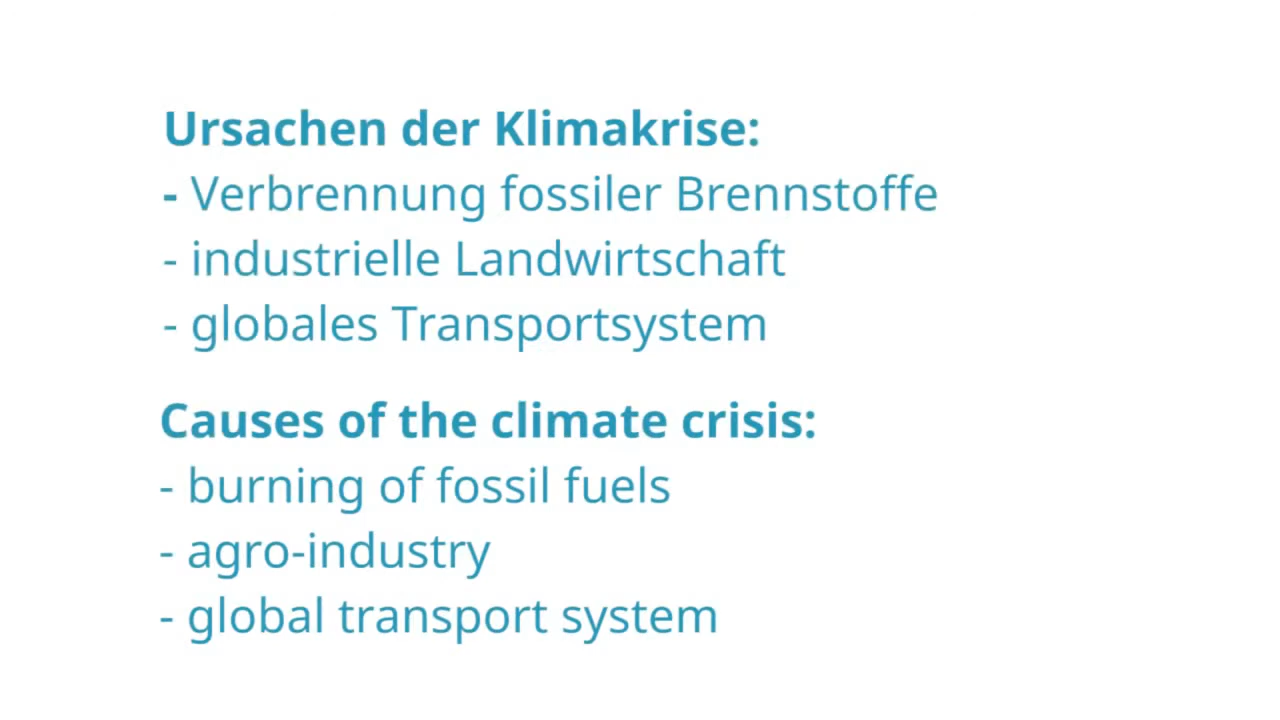 Ursachen der Klimakrise:
- Verbrennung fossiler Brennstoffe
- industrielle Landwirtschaft
- globales Transportsystem
Causes of the climate crisis:
- burning of fossil fuels
- agro-industry
- global transport system